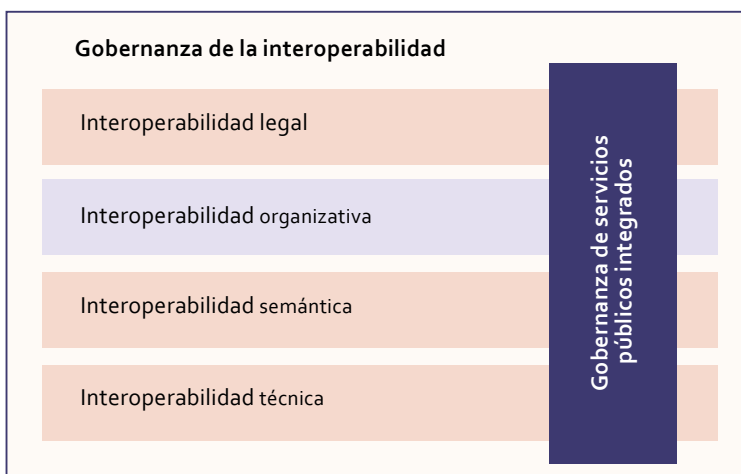 Gobernanza de la interoperabilidad
Interoperabilidad legal
Interoperabilidad organizativa
Interoperabilidad semántica
Interoperabilidad técnica
Gobernanza de servicios
públicos integrados